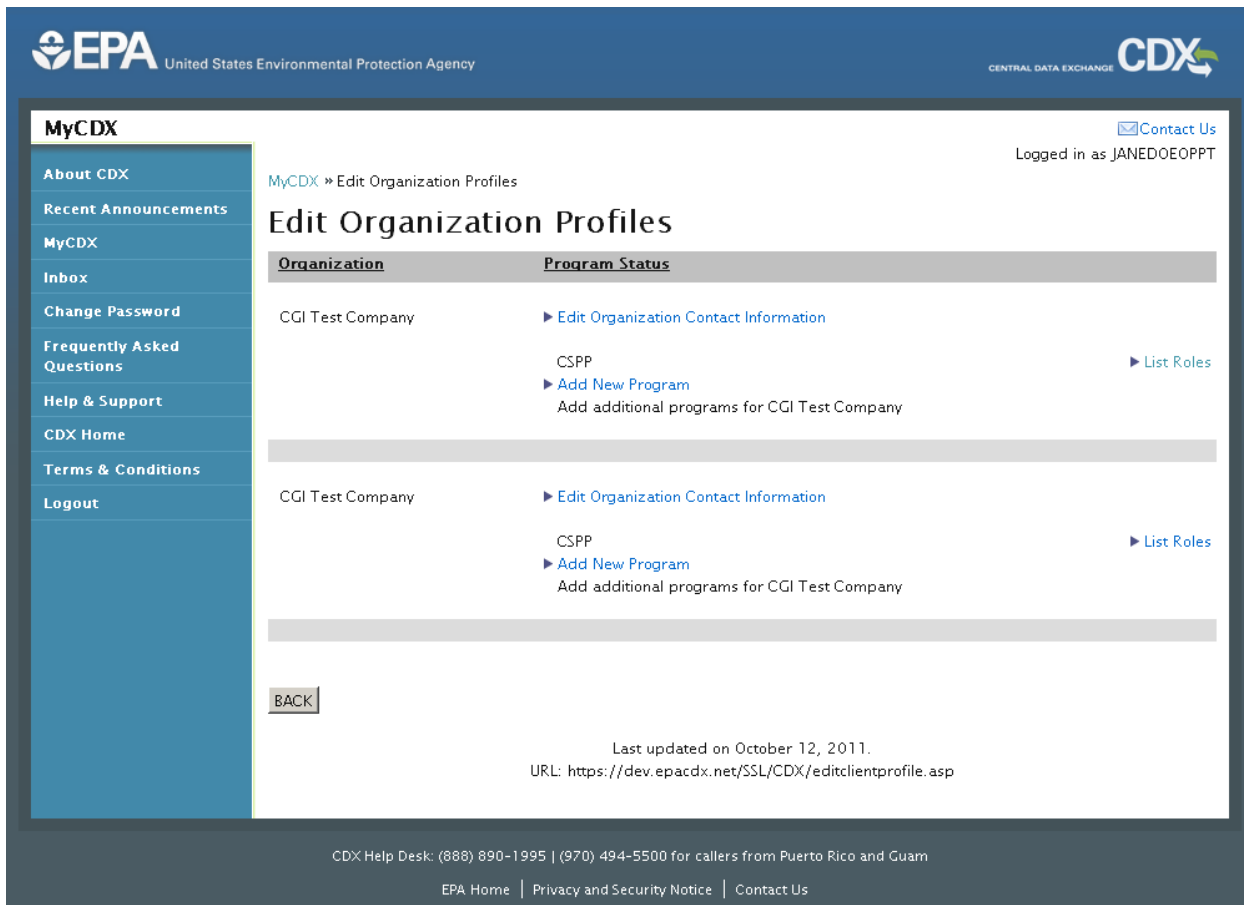 EPA United States Environmental Protection Agency
CENTRAL DATA EXCHANGE CDX
MyCDX
Contact Us
Logged in as JANEDOEOPPT
About CDX
Recent Announcements
MyCDX
Inbox
Change Password
Frequently Asked
Questions
Help & Support
CDX Home
Terms & Conditions
Logout
MyCDX » Edit Organization Profiles
Edit Organization Profiles
Organization Program Status
CGI Test Company Edit Organization Contact Information
CSPP List Roles
Add New Program
Add additional programs for CGI Test Company
CGI Test Company Edit Organization Contact Information
CSPP List Roles
Add New Program
Add additional programs for CGI Test Company
BACK
Last updated on October 12, 2011.
URL: https://dev.epacdx.net/SSL/CDX/editclientprofile.asp
CDX Help Desk: (888) 890-1995 | (970) 494-5500 for callers from Puerto Rico and Guam
EPA Home | Privacy and Security Notice | Contact Us